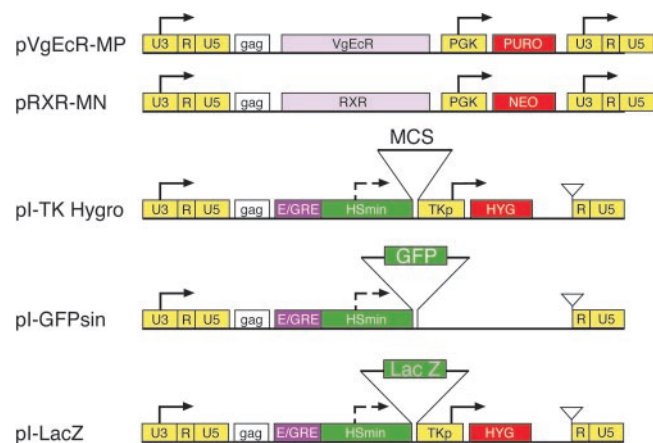 pVgEcR-MP U3 R U5 gag VgEcR PGK PURO U3 R U5
pRXR-MN U3 R U5 gag RXR PGK NEO U3 R U5
MCS
pI-TK Hygro U3 R U5 gag E/GRE HSmin TKp HYG R U5
GFP
pI-GFPsin U3 R U5 gag E/GRE HSmin R U5
Lac Z
pI-LacZ U3 R U5 gag E/GRE HSmin TKp HYG R U5